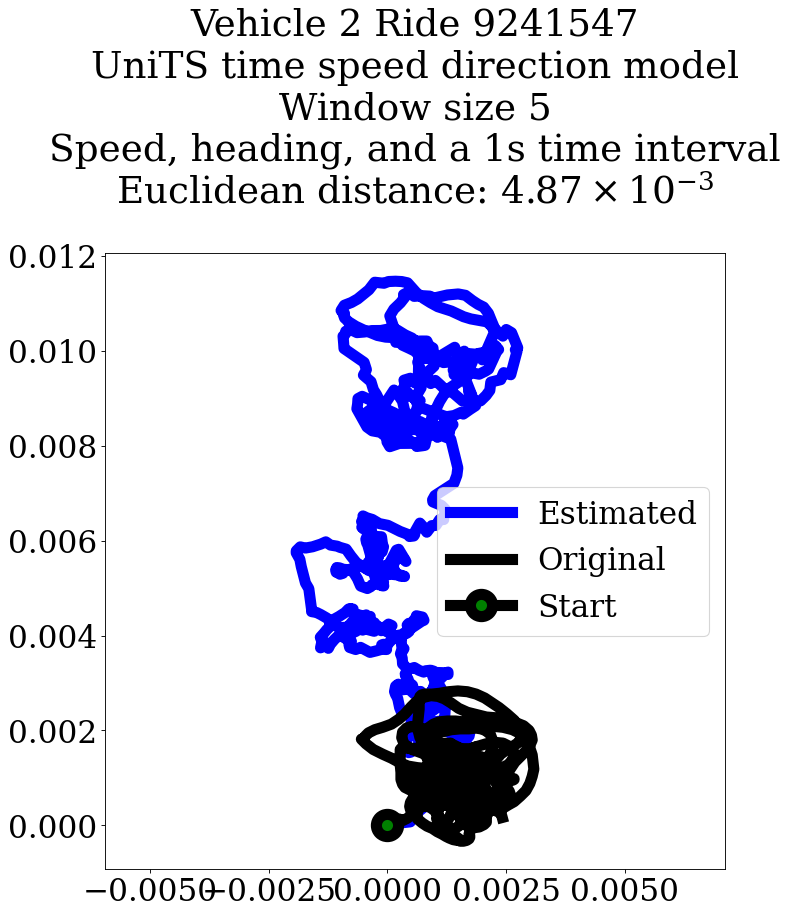 Vehicle 2 Ride 9241547
UniTS time speed direction model
Window size 5
Speed, heading, and a 1s time interval
Euclidean distance: 4.87 × 10⁻³
0.012
0.010
0.008
0.006
0.004
0.002
0.000
Estimated
Original
Start
−0.0050 −0.0025 0.0000 0.0025 0.0050